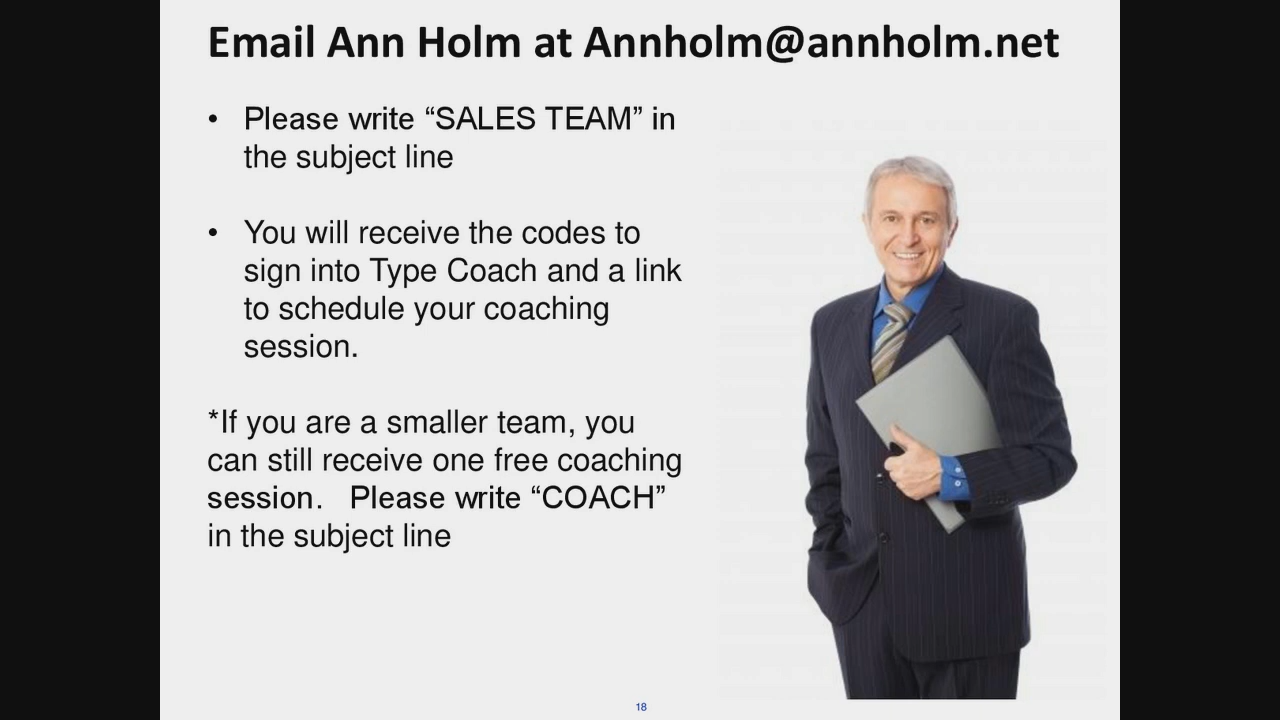 Email Ann Holm at Annholm@annholm.net
• Please write “SALES TEAM” in
the subject line
• You will receive the codes to
sign into Type Coach and a link
to schedule your coaching
session.
*If you are a smaller team, you
can still receive one free coaching
session.   Please write “COACH”
in the subject line
18